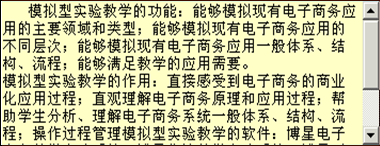 模拟型实验教学的功能：能够模拟现有电子商务应
用的主要领域和类型；能够模拟现有电子商务应用的
不同层次；能够模拟现有电子商务应用一般体系、结
构、流程；能够满足教学的应用需要。
模拟型实验教学的作用：直接感受到电子商务的商业
化应用过程；直观理解电子商务原理和应用过程；帮
助学生分析、理解电子商务系统一般体系、结构、流
程；操作过程管理模拟型实验教学的软件：博星电子